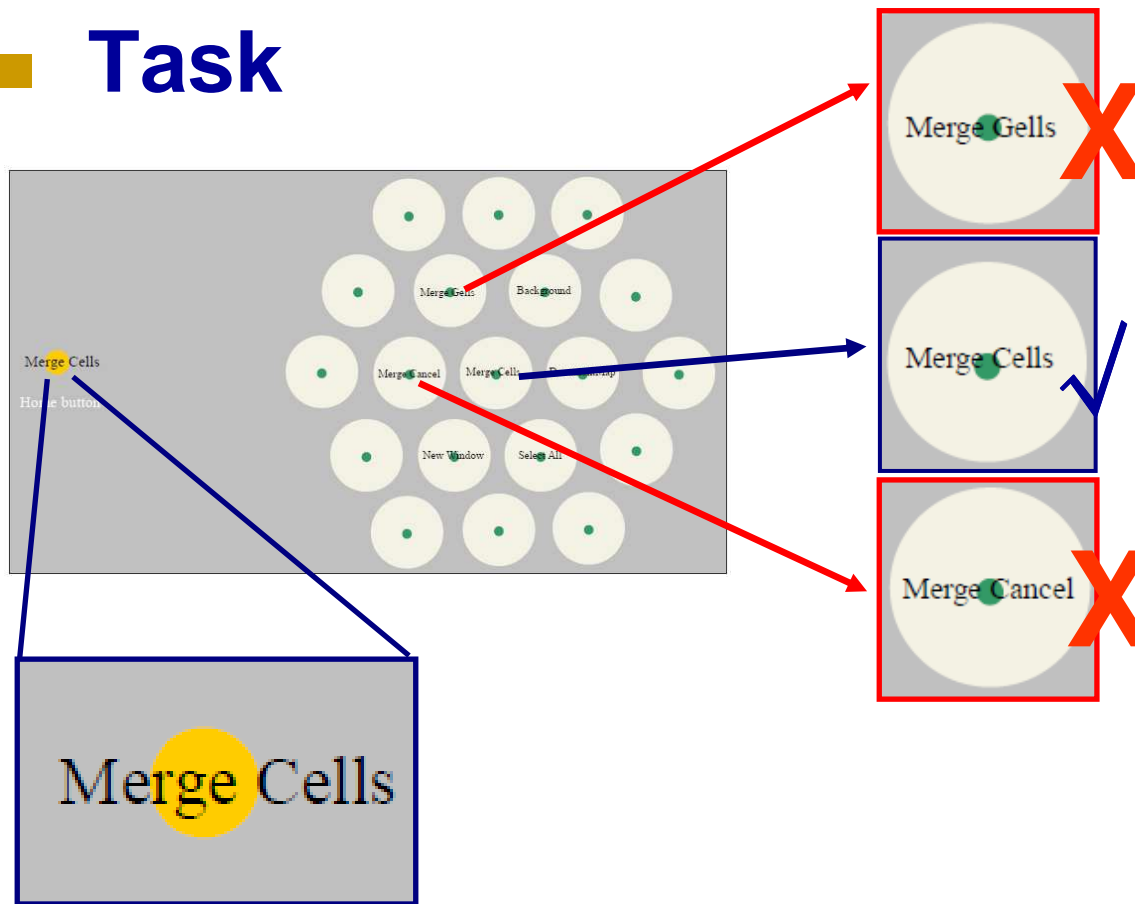 Task
Merge Gells
X
Merge Gells
Background
Merge Cells
Home button
Merge Cancel
Merge Cells
Merge Cells
√
New Window
Select All
Merge Cancel
X
Merge Cells